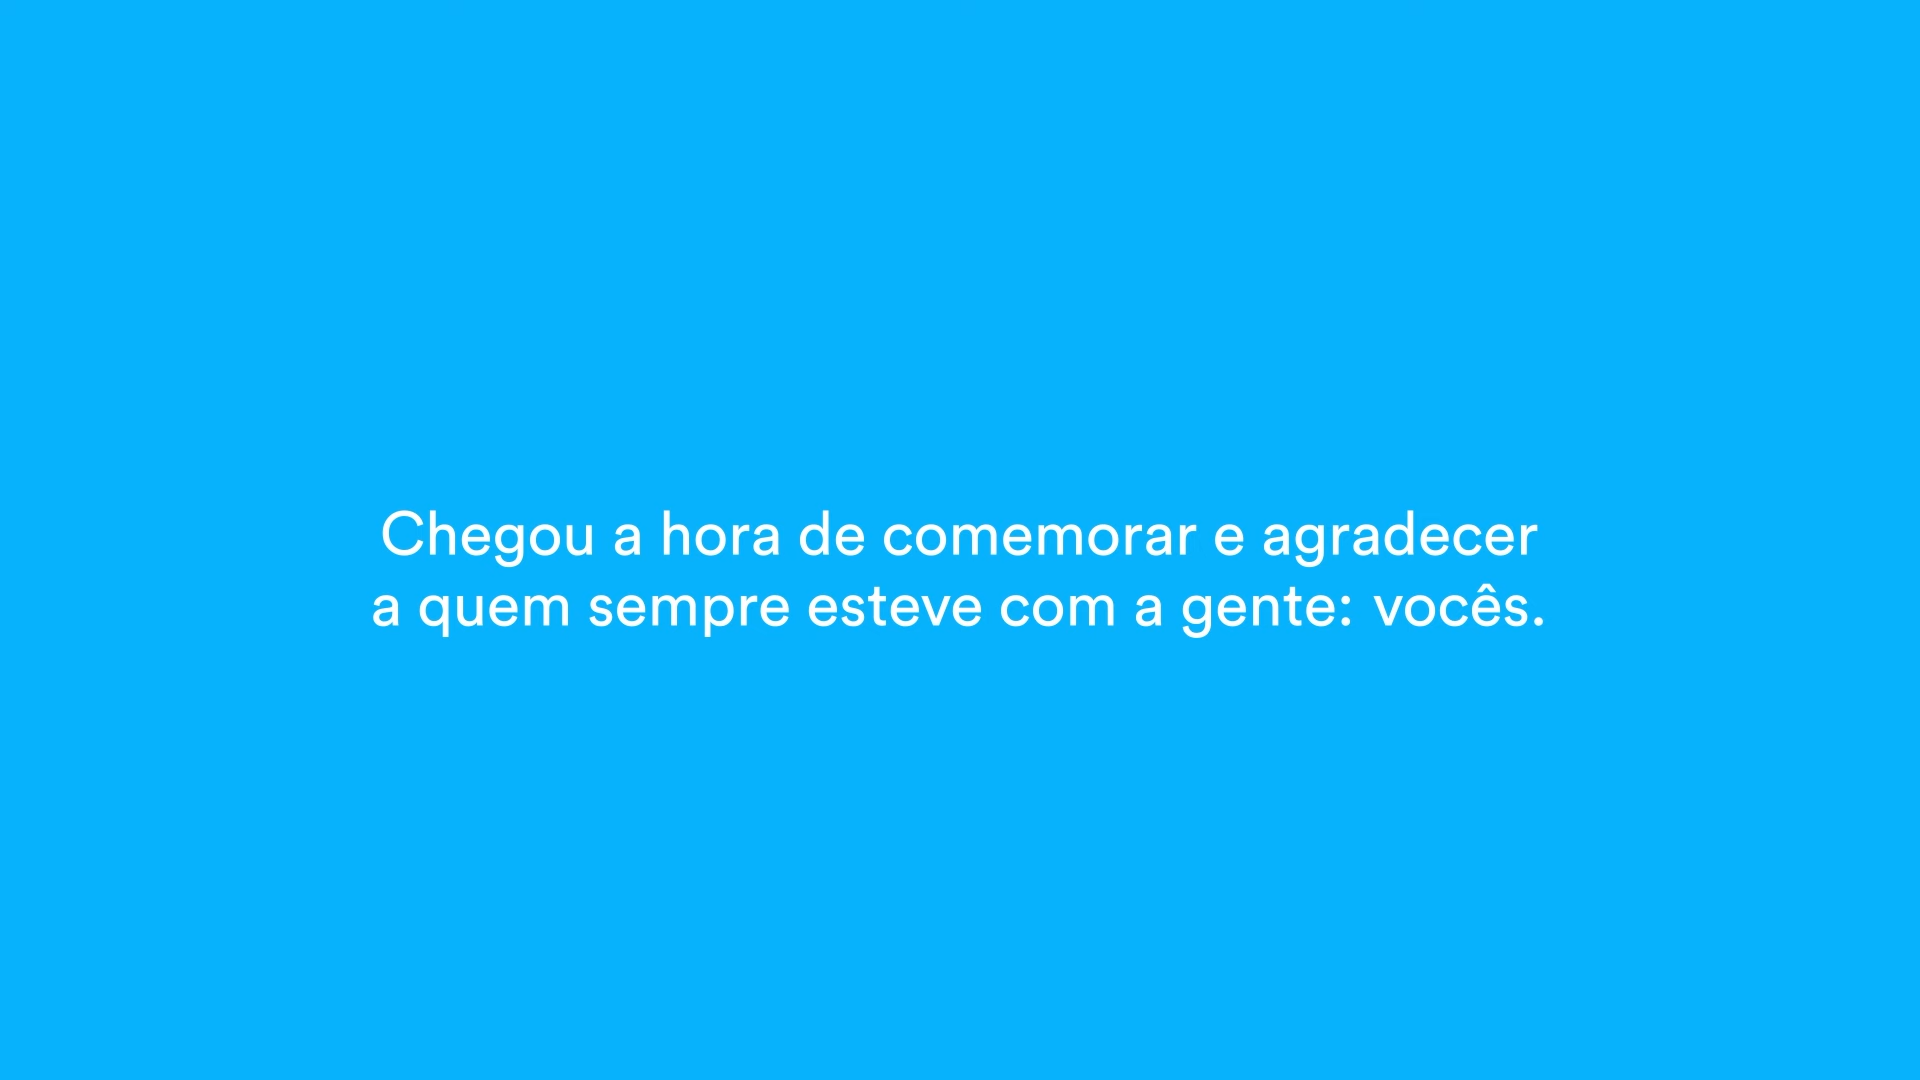 Chegou a hora de comemorar e agradecer
a quem sempre esteve com a gente: vocês.